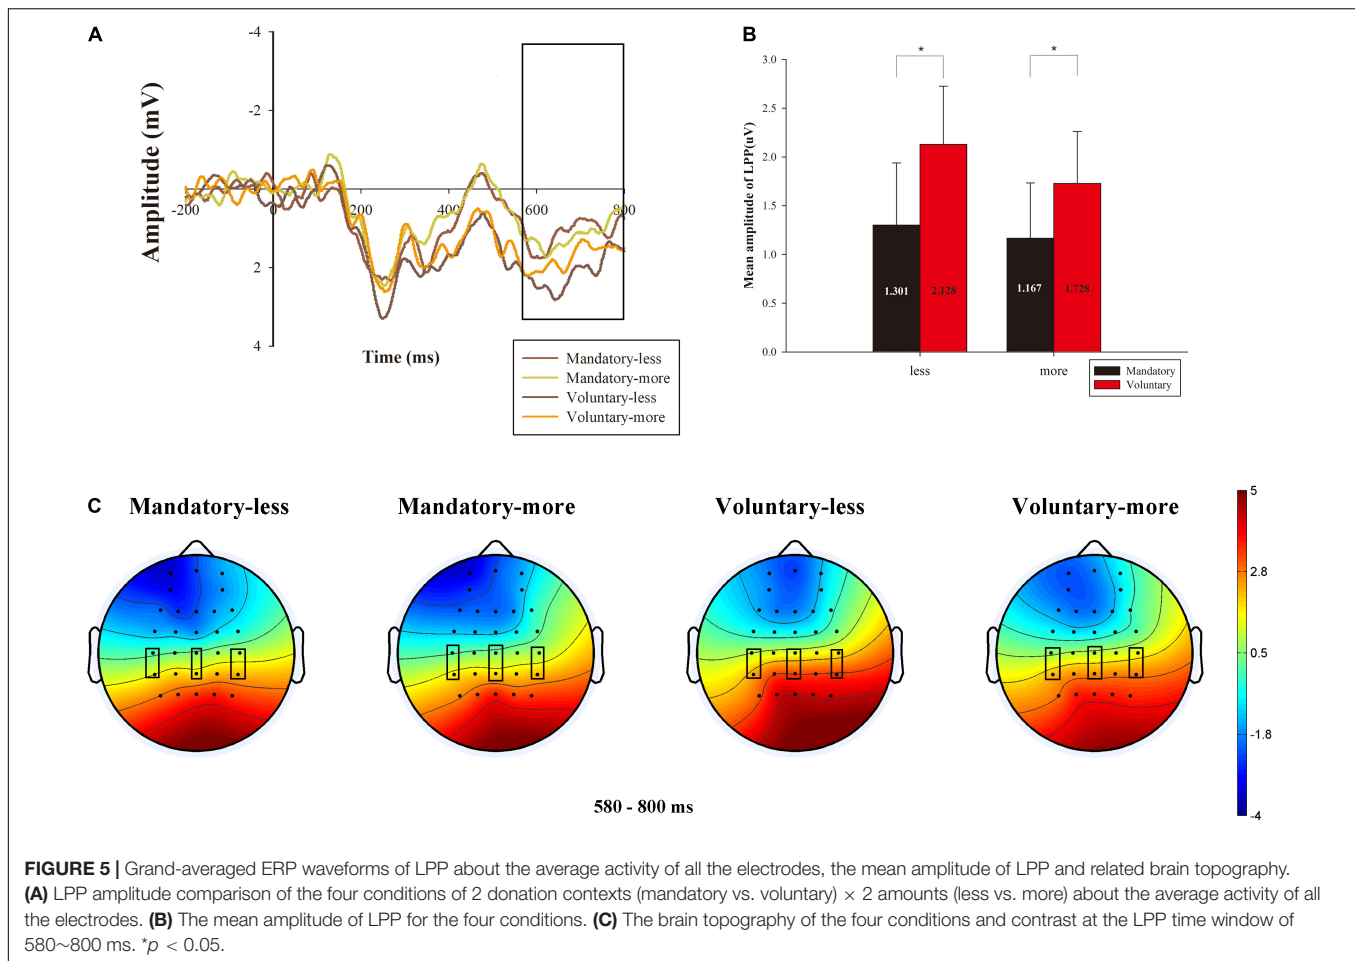 A
-4
-2
2
4
-200
0
200
400
600
800
Amplitude (mV)
Time (ms)
Mandatory-less
Mandatory-more
Voluntary-less
Voluntary-more
B
*
*
3.0
2.5
2.0
1.5
1.0
0.5
0.0
Mean amplitude of LPP(uV)
1.301
2.128
1.167
1.728
less
more
Mandatory
Voluntary
C
Mandatory-less
Mandatory-more
Voluntary-less
Voluntary-more
5
2.8
0.5
-1.8
-4
580 - 800 ms
FIGURE 5 | Grand-averaged ERP waveforms of LPP about the average activity of all the electrodes, the mean amplitude of LPP and related brain topography.
(A) LPP amplitude comparison of the four conditions of 2 donation contexts (mandatory vs. voluntary) × 2 amounts (less vs. more) about the average activity of all
the electrodes. (B) The mean amplitude of LPP for the four conditions. (C) The brain topography of the four conditions and contrast at the LPP time window of
580~800 ms. *p < 0.05.